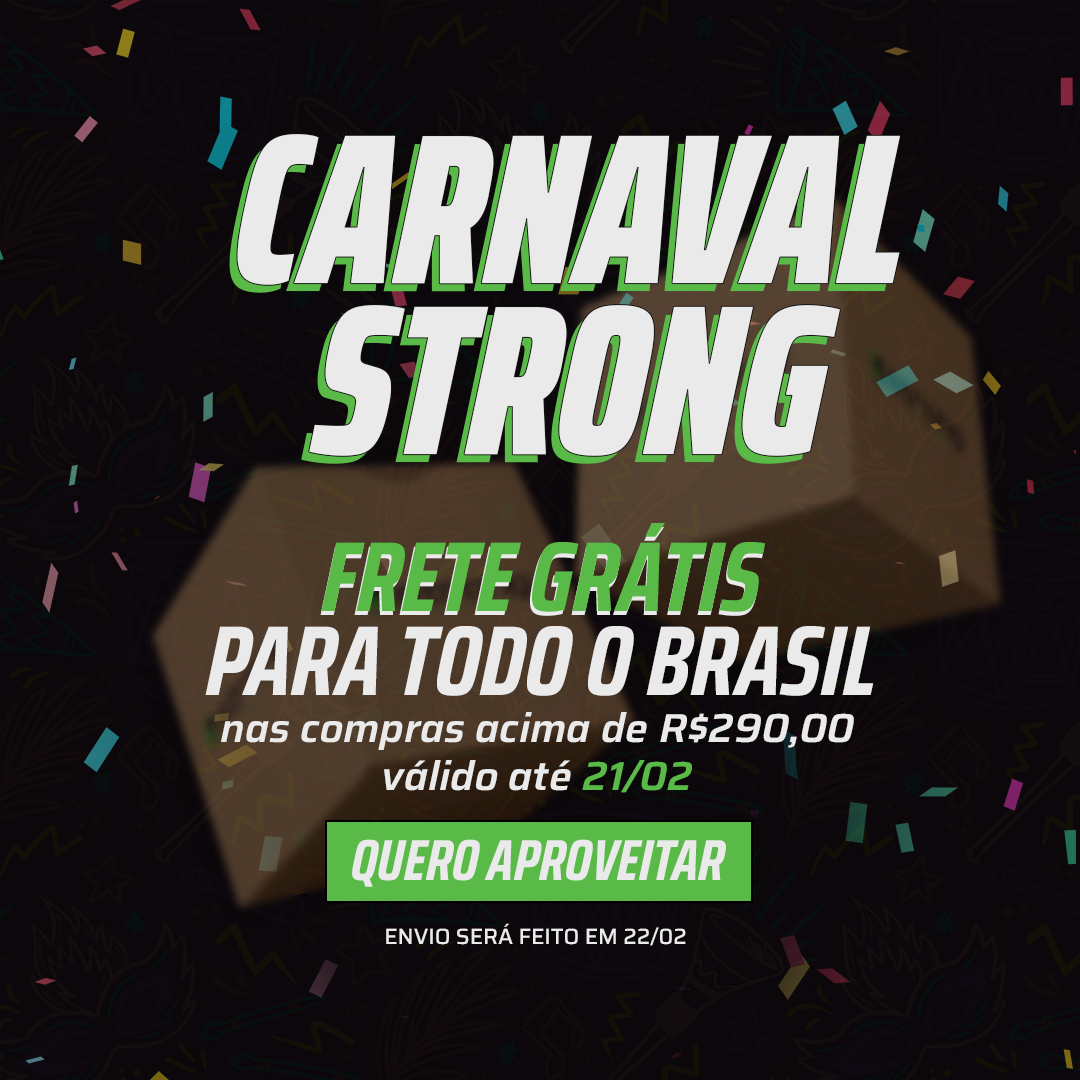 CARNAVAL
STRONG
FRETE GRÁTIS
PARA TODO O BRASIL
nas compras acima de R$290,00
válido até 21/02
QUERO APROVEITAR
ENVIO SERÁ FEITO EM 22/02